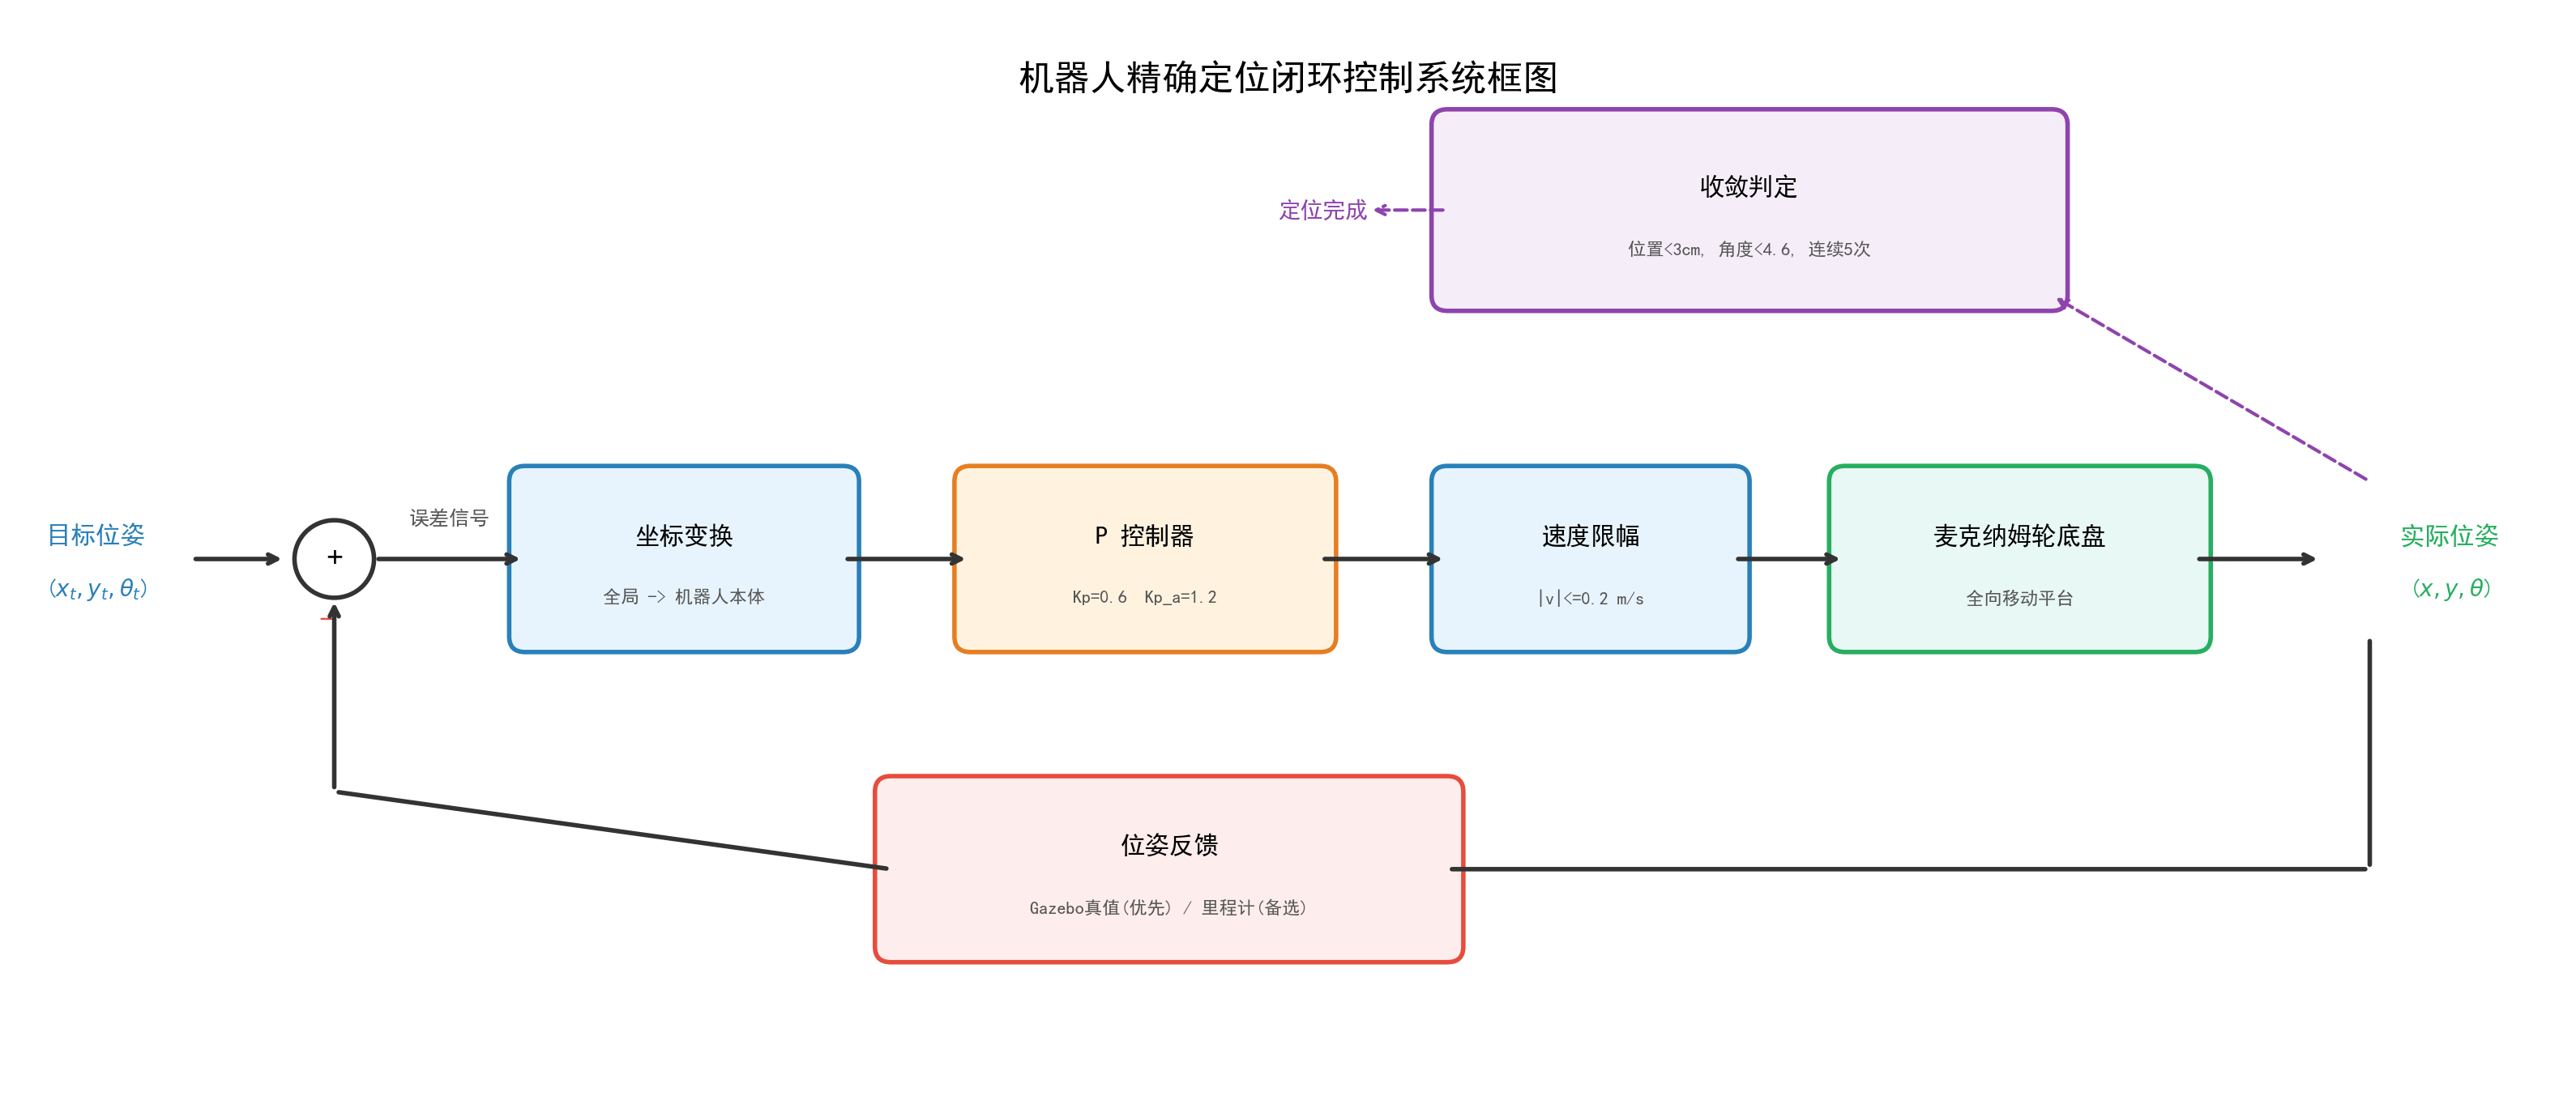 机器人精确定位闭环控制系统框图
收敛判定
定位完成
位置<3cm, 角度<4.6, 连续5次
误差信号
目标位姿
(xₜ, yₜ, θₜ)
+
−
坐标变换
全局 -> 机器人本体
P 控制器
Kp=0.6  Kp_a=1.2
速度限幅
|v|<=0.2 m/s
麦克纳姆轮底盘
全向移动平台
实际位姿
(x, y, θ)
位姿反馈
Gazebo真值(优先) / 里程计(备选)